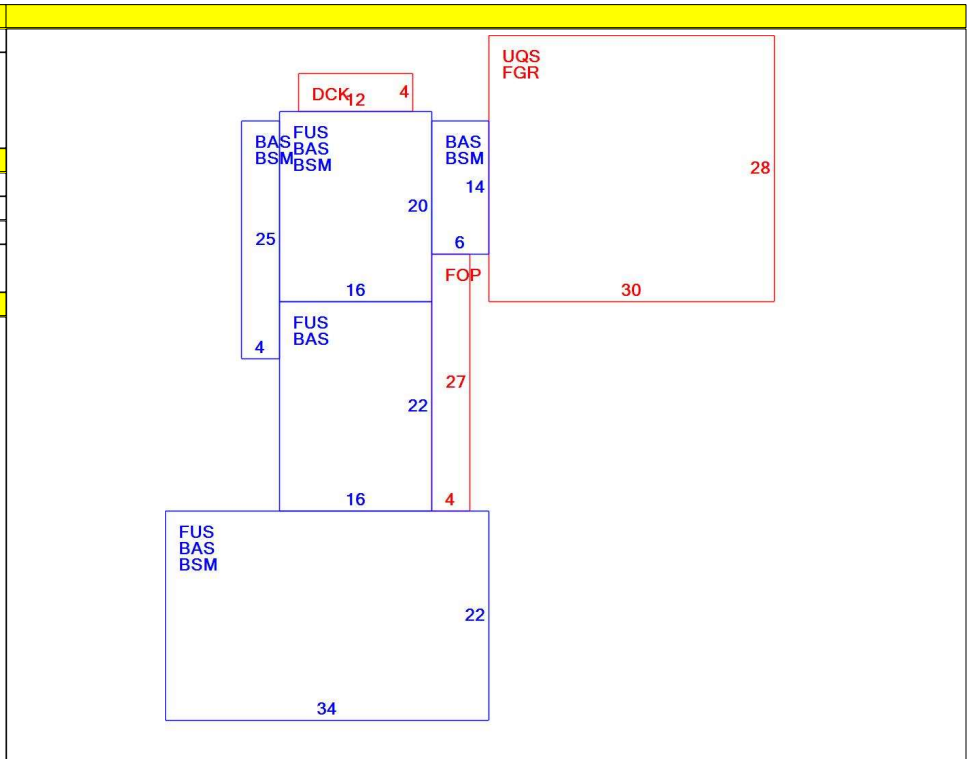 UQS
FGR
28
30
DCK
12
4
BAS
BSM
25
4
FUS
BAS
BSM
20
16
BAS
BSM
14
6
FOP
27
4
FUS
BAS
22
16
FUS
BAS
BSM
22
34